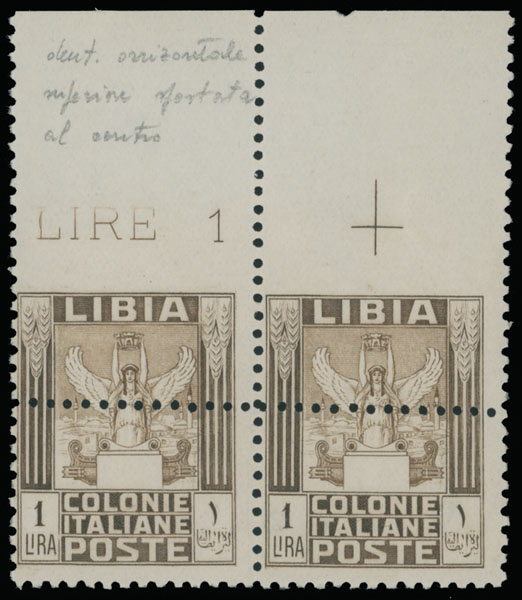 dent. orizontale
inferiore spostata
al centro
LIRE 1
LIBIA
1
LIRA
COLONIE
ITALIANE
POSTE
١
LIBIA
1
LIRA
COLONIE
ITALIANE
POSTE
١